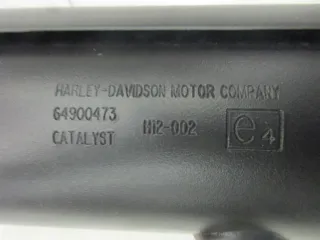 HARLEY-DAVIDSON MOTOR COMPANY
64900473
CATALYST HI2-002 e4